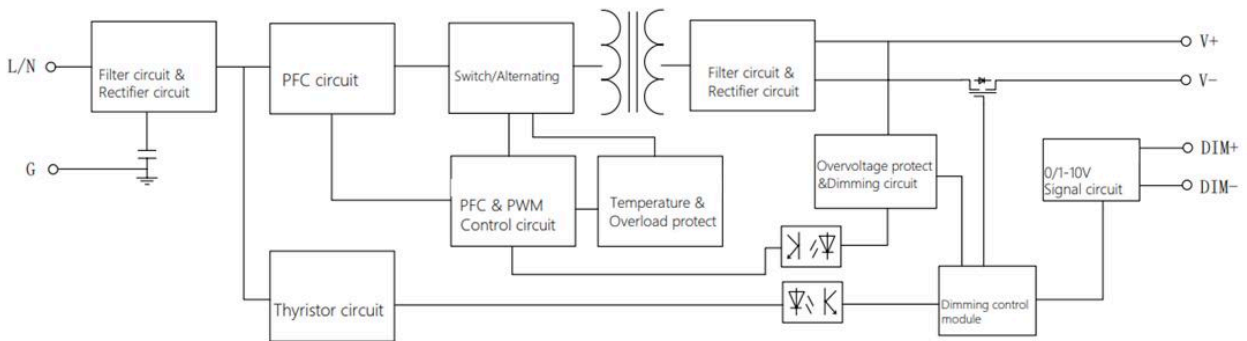 L/N
Filter circuit &
Rectifier circuit
PFC circuit
Switch/Alternating
Filter circuit &
Rectifier circuit
V+
V-
G
PFC & PWM
Control circuit
Temperature &
Overload protect
Overvoltage protect
&Dimming circuit
0/1-10V
Signal circuit
DIM+
DIM-
Thyristor circuit
Dimming control
module